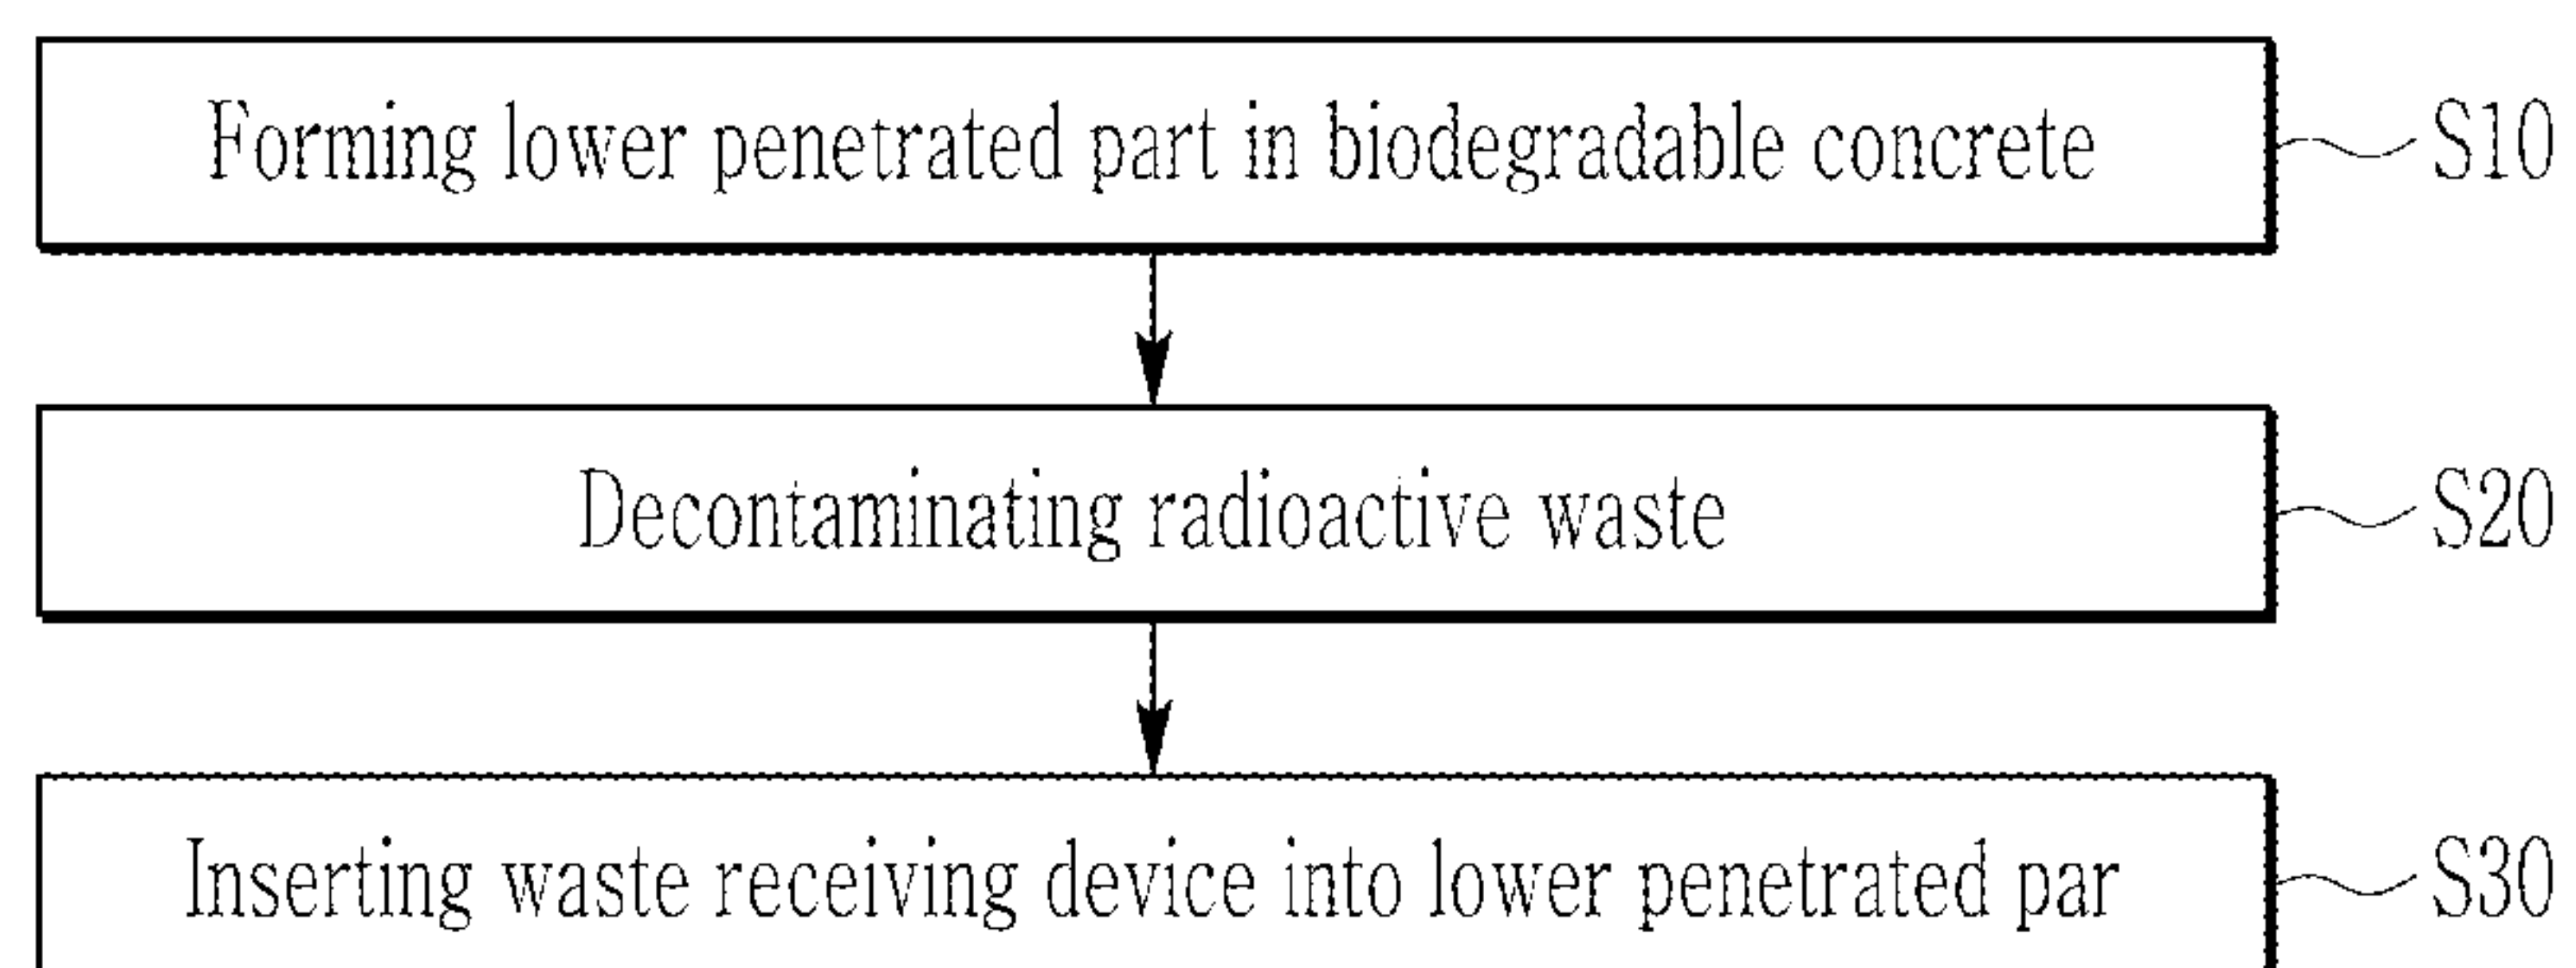 Forming lower penetrated part in biodegradable concrete S10
Decontaminating radioactive waste S20
Inserting waste receiving device into lower penetrated par S30